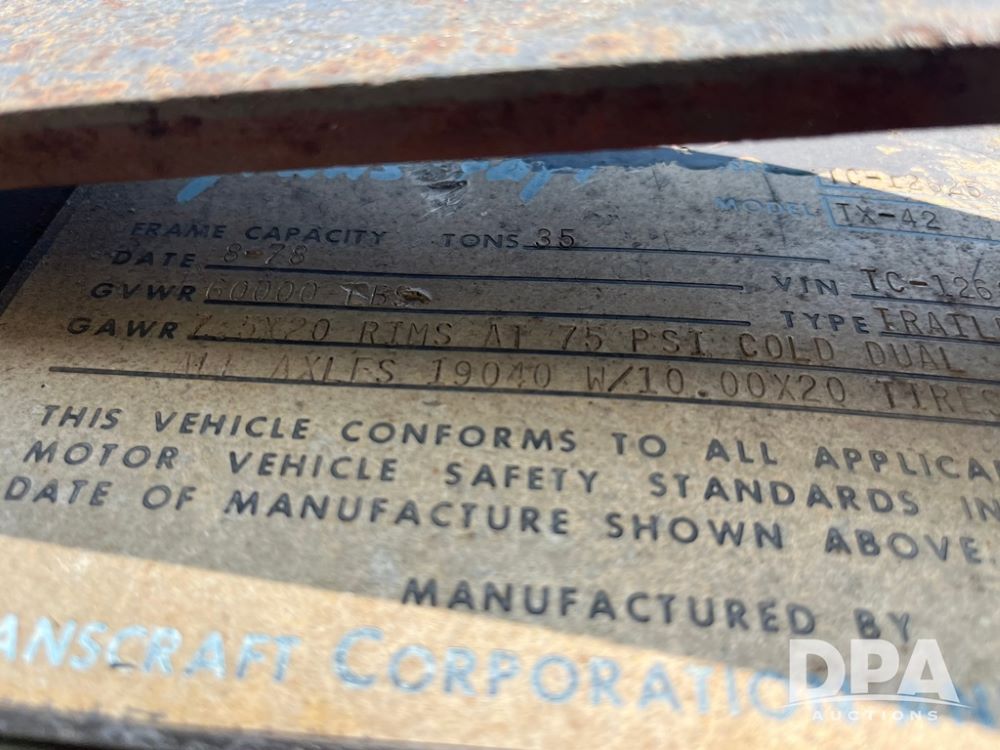 MODEL TX-42
FRAME CAPACITY TONS 35
DATE 8-78
VIN TC-126
GVWR 60000 LBS
TYPE TRAIL
GAWR 7.5X20 RIMS AT 75 PSI COLD DUAL
ALL AXLES 19040 W/10.00X20 TIRES
THIS VEHICLE CONFORMS TO ALL APPLICA
MOTOR VEHICLE SAFETY STANDARDS IN
DATE OF MANUFACTURE SHOWN ABOVE.
MANUFACTURED BY
ANSCRAFT CORPORATION
DPA
AUCTIONS